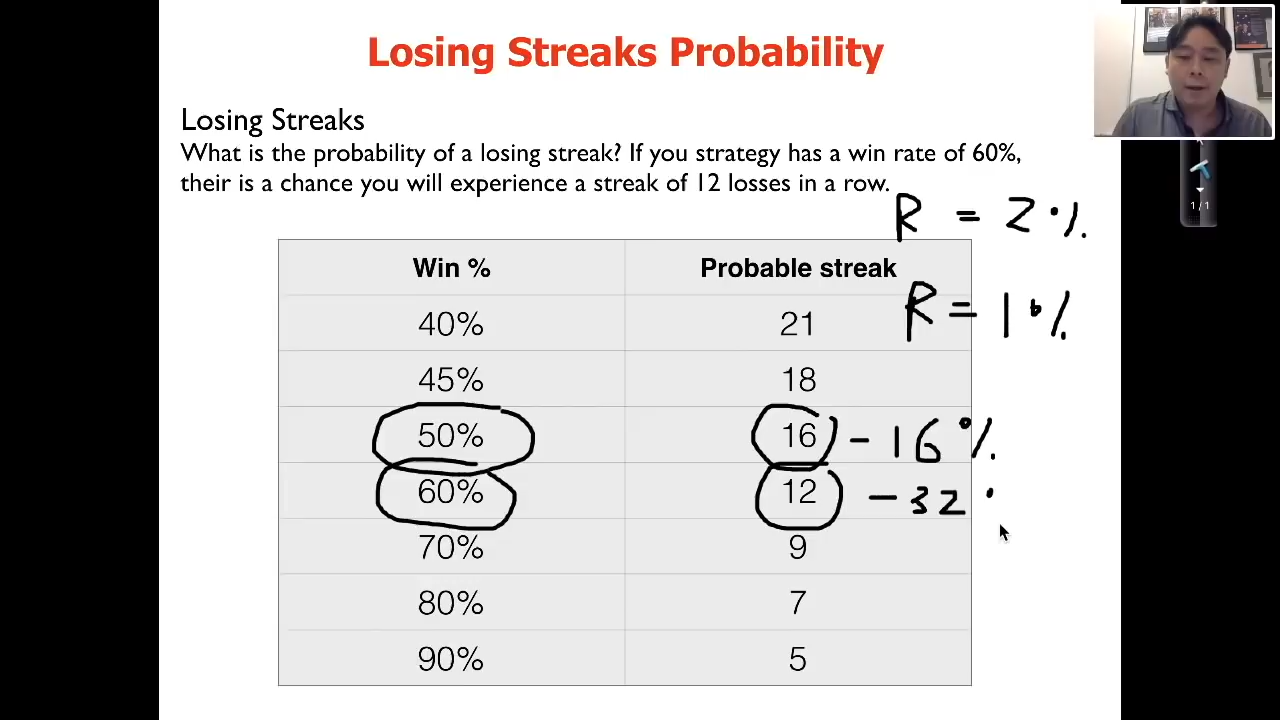 Losing Streaks Probability
Losing Streaks
What is the probability of a losing streak? If you strategy has a win rate of 60%,
their is a chance you will experience a streak of 12 losses in a row.
R = 2%
Win % Probable streak
R = 1%
40% 21
45% 18
50% 16 - 16%
60% 12 - 32
70% 9
80% 7
90% 5
1 / 1